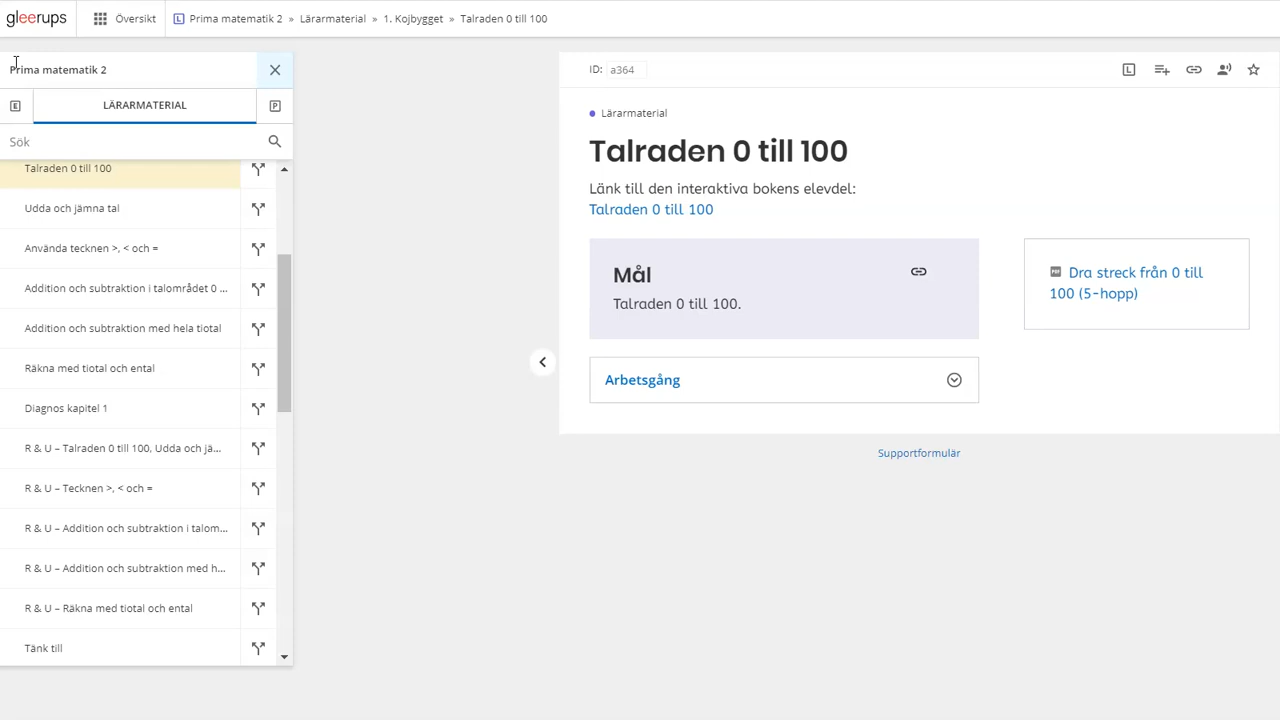 gleerups
Översikt
L Prima matematik 2 » Lärarmaterial » 1. Kojbygget » Talraden 0 till 100
Prima matematik 2
E LÄRARMATERIAL P
Sök
Talraden 0 till 100
Udda och jämna tal
Använda tecknen >, < och =
Addition och subtraktion i talområdet 0 ...
Addition och subtraktion med hela tiotal
Räkna med tiotal och ental
Diagnos kapitel 1
R & U – Talraden 0 till 100, Udda och jä...
R & U – Tecknen >, < och =
R & U – Addition och subtraktion i talom...
R & U – Addition och subtraktion med h...
R & U – Räkna med tiotal och ental
Tänk till
ID: a364
L
Lärarmaterial
Talraden 0 till 100
Länk till den interaktiva bokens elevdel:
Talraden 0 till 100
Mål
Talraden 0 till 100.
Arbetsgång
PDF Dra streck från 0 till
100 (5-hopp)
Supportformulär